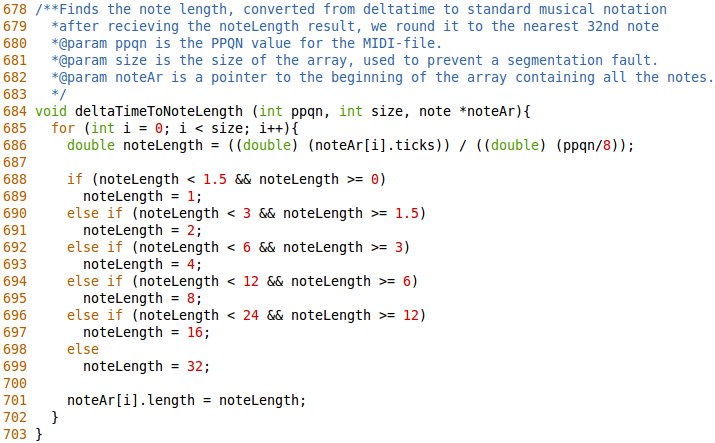 678 /**Finds the note length, converted from deltatime to standard musical notation
679   *after recieving the noteLength result, we round it to the nearest 32nd note
680   *@param ppqn is the PPQN value for the MIDI-file.
681   *@param size is the size of the array, used to prevent a segmentation fault.
682   *@param noteAr is a pointer to the beginning of the array containing all the notes.
683   */
684 void deltaTimeToNoteLength (int ppqn, int size, note *noteAr){
685   for (int i = 0; i < size; i++){
686     double noteLength = ((double) (noteAr[i].ticks)) / ((double) (ppqn/8));
687
688     if (noteLength < 1.5 && noteLength >= 0)
689       noteLength = 1;
690     else if (noteLength < 3 && noteLength >= 1.5)
691       noteLength = 2;
692     else if (noteLength < 6 && noteLength >= 3)
693       noteLength = 4;
694     else if (noteLength < 12 && noteLength >= 6)
695       noteLength = 8;
696     else if (noteLength < 24 && noteLength >= 12)
697       noteLength = 16;
698     else
699       noteLength = 32;
700
701     noteAr[i].length = noteLength;
702   }
703 }